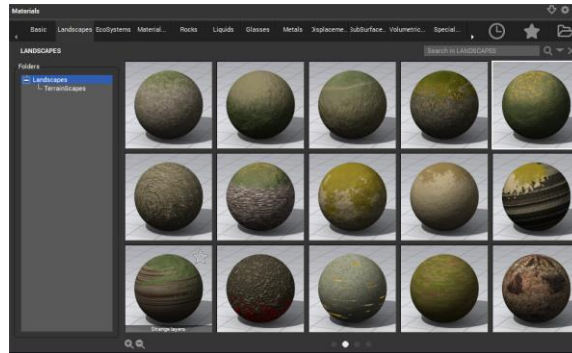 Materials
Basic Landscapes EcoSystems Material... Rocks Liquids Glasses Metals Displaceme.. SubSurface.. Volumetric... Special...
LANDSCAPES
Search in LANDSCAPES
Folders
Landscapes
TerrainScapes
Strange layers